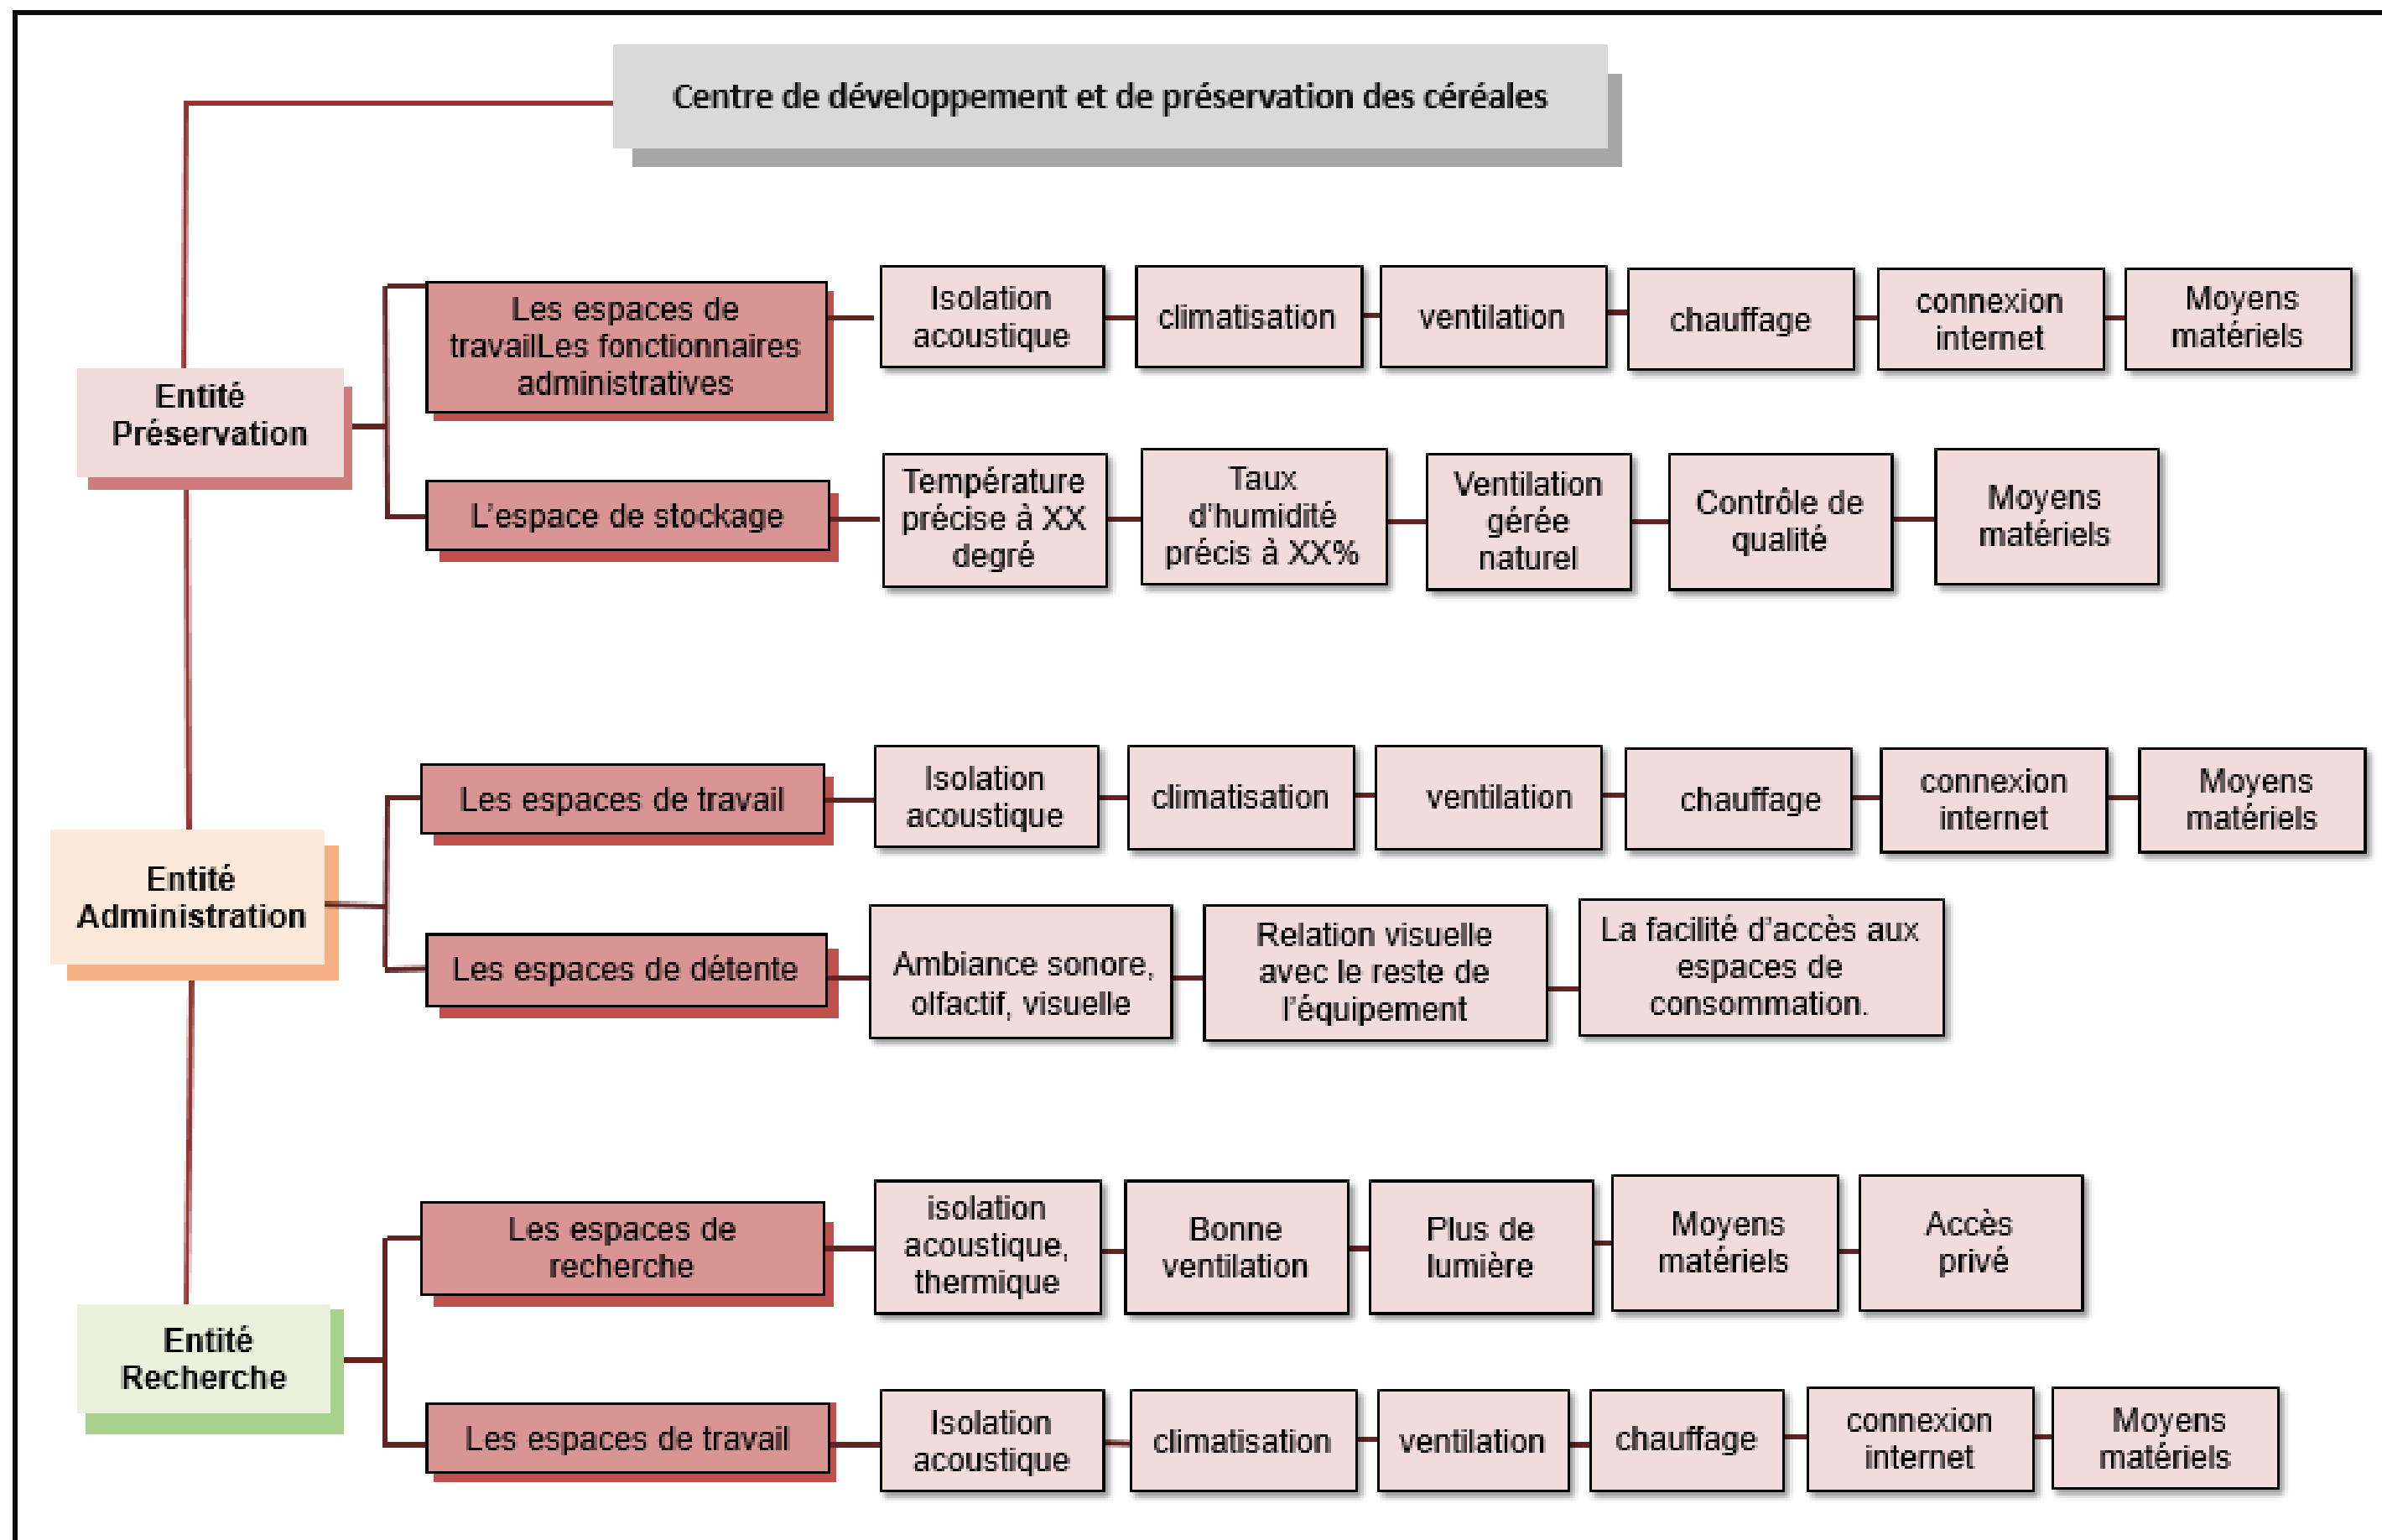 Centre de développement et de préservation des céréales
Entité
Préservation
Les espaces de
travailLes fonctionnaires
administratives
Isolation
acoustique
climatisation
ventilation
chauffage
connexion
internet
Moyens
matériels
L'espace de stockage
Température
précise à XX
degré
Taux
d'humidité
précis à XX%
Ventilation
gérée
naturel
Contrôle de
qualité
Moyens
matériels
Entité
Administration
Les espaces de travail
Isolation
acoustique
climatisation
ventilation
chauffage
connexion
internet
Moyens
matériels
Les espaces de détente
Ambiance sonore,
olfactif, visuelle
Relation visuelle
avec le reste de
l'équipement
La facilité d'accès aux
espaces de
consommation.
Entité
Recherche
Les espaces de
recherche
isolation
acoustique,
thermique
Bonne
ventilation
Plus de
lumière
Moyens
matériels
Accès
privé
Les espaces de travail
Isolation
acoustique
climatisation
ventilation
chauffage
connexion
internet
Moyens
matériels